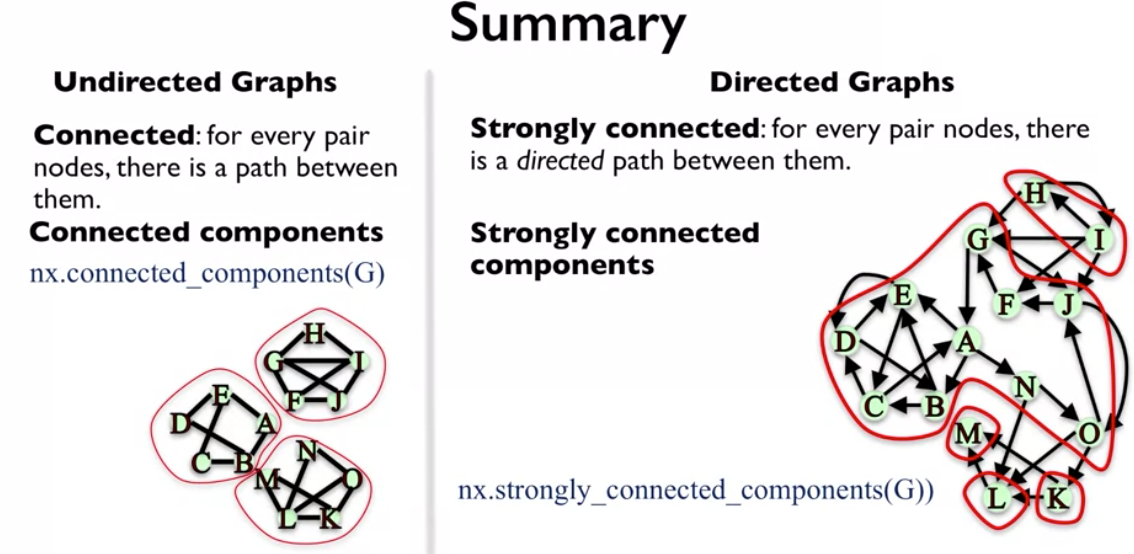 Summary
Undirected Graphs
Connected: for every pair
nodes, there is a path between
them.
Connected components
nx.connected_components(G)
H
G
I
F
J
E
D
A
C
B
N
M
O
L
K
Directed Graphs
Strongly connected: for every pair nodes, there
is a directed path between them.
Strongly connected
components
nx.strongly_connected_components(G))
H
G
I
E
F
J
D
A
N
C
B
M
O
L
K